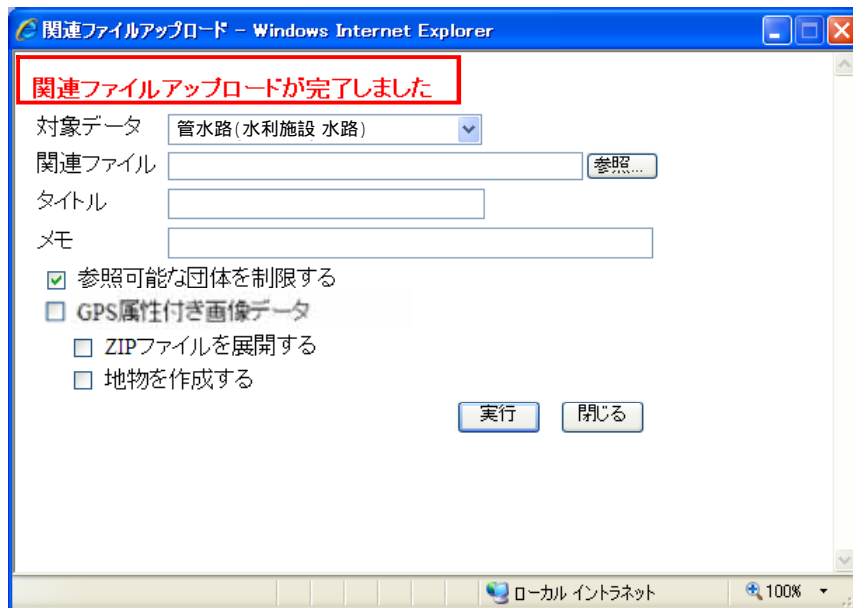 関連ファイルアップロード - Windows Internet Explorer
関連ファイルアップロードが完了しました
対象データ 管水路(水利施設 水路)
関連ファイル 参照...
タイトル
メモ
参照可能な団体を制限する
GPS属性付き画像データ
ZIPファイルを展開する
地物を作成する
実行 閉じる
ローカル イントラネット 100%